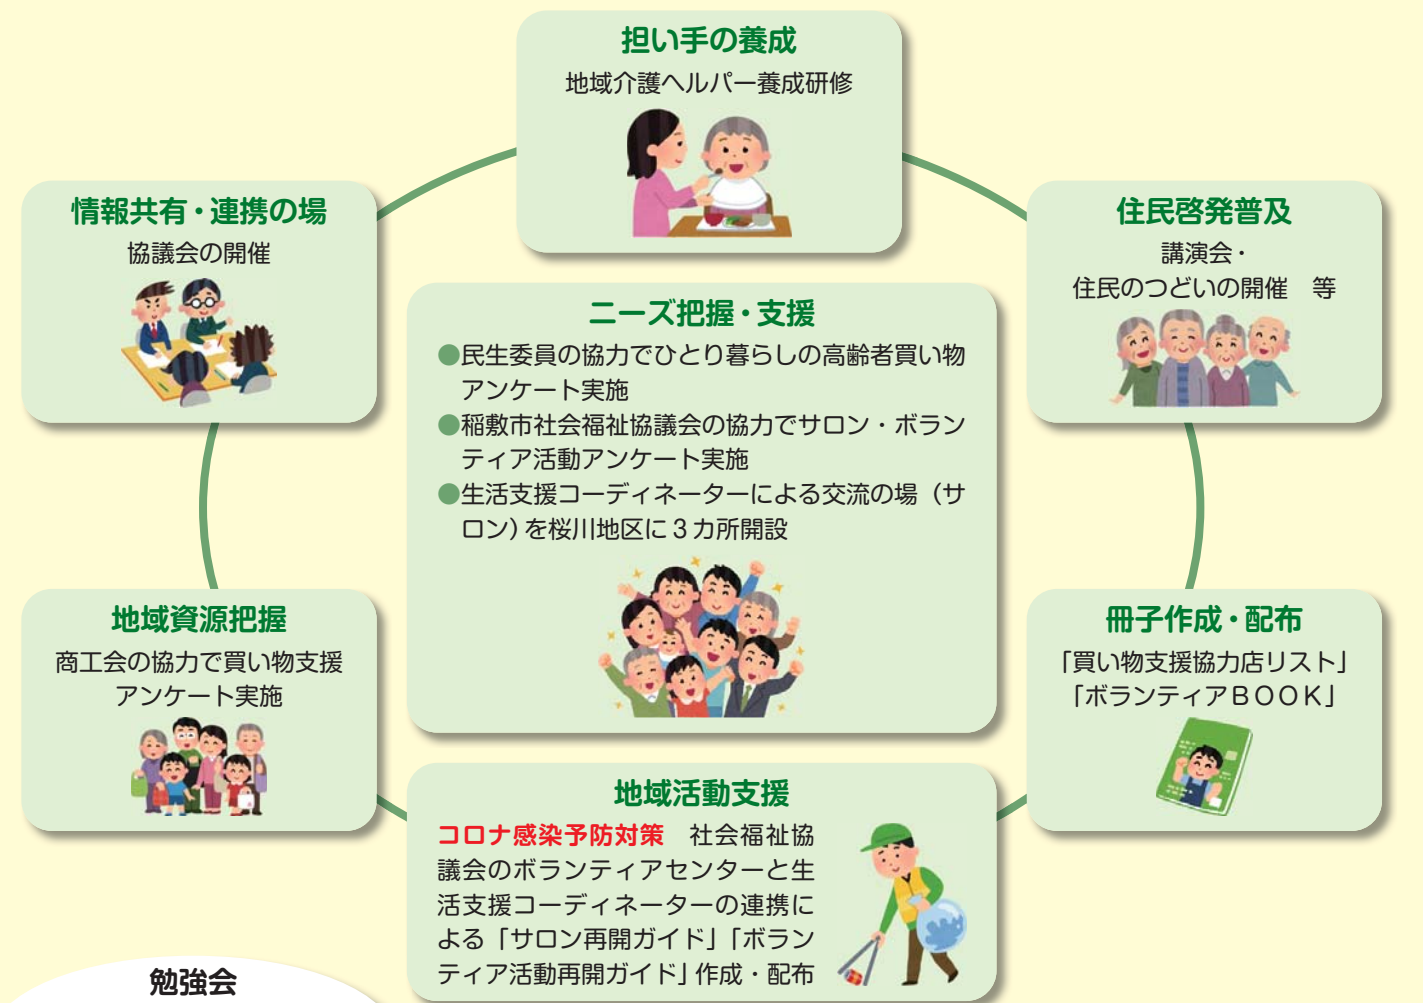 担い手の養成
地域介護ヘルパー養成研修
情報共有・連携の場
協議会の開催
住民啓発普及
講演会・
住民のつどいの開催　等
ニーズ把握・支援
●民生委員の協力でひとり暮らしの高齢者買い物
アンケート実施
●稲敷市社会福祉協議会の協力でサロン・ボラン
ティア活動アンケート実施
●生活支援コーディネーターによる交流の場（サ
ロン）を桜川地区に3カ所開設
地域資源把握
商工会の協力で買い物支援
アンケート実施
冊子作成・配布
「買い物支援協力店リスト」
「ボランティアＢＯＯＫ」
地域活動支援
コロナ感染予防対策　社会福祉協
議会のボランティアセンターと生
活支援コーディネーターの連携に
よる「サロン再開ガイド」「ボラン
ティア活動再開ガイド」作成・配布
勉強会